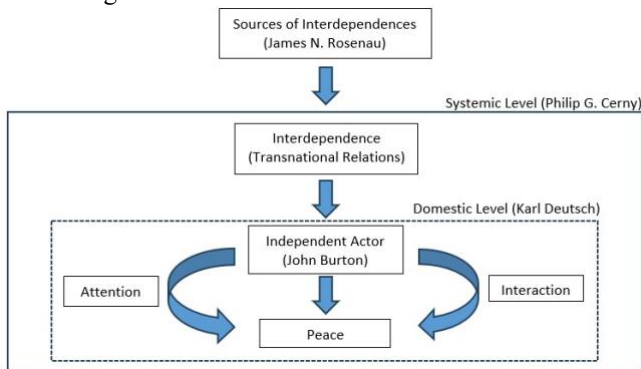 Sources of Interdependences
(James N. Rosenau)
Systemic Level (Philip G. Cerny)
Interdependence
(Transnational Relations)
Domestic Level (Karl Deutsch)
Independent Actor
(John Burton)
Attention
Interaction
Peace